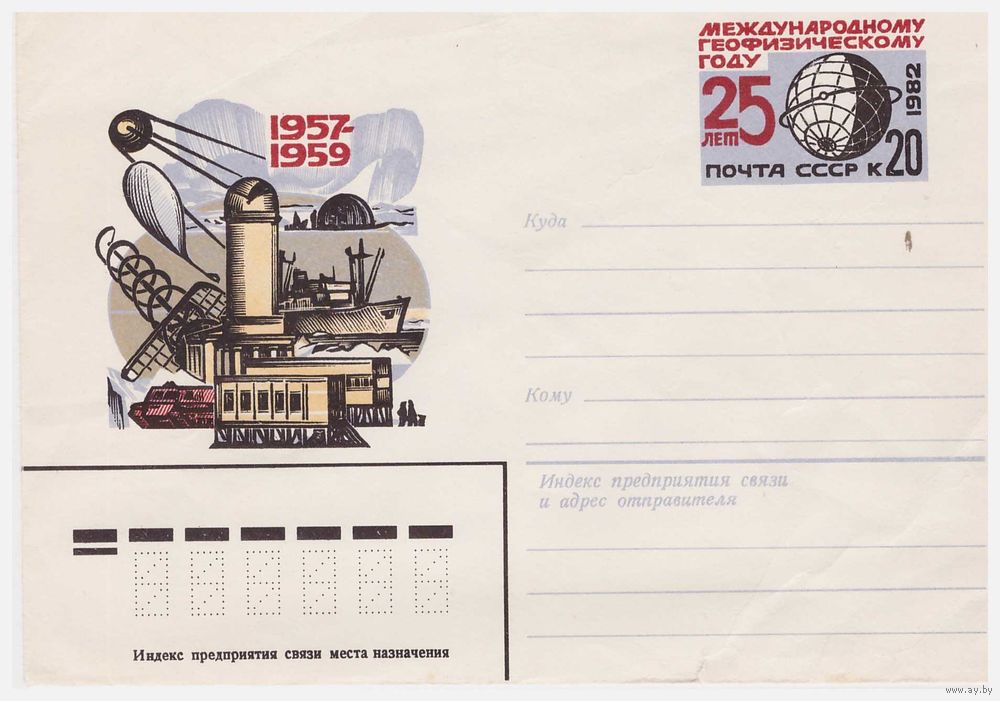 МЕЖДУНАРОДНОМУ
ГЕОФИЗИЧЕСКОМУ
ГОДУ
25
ЛЕТ
1982
ПОЧТА СССР К 20
1957-
1959
Куда
Кому
Индекс предприятия связи
и адрес отправителя
Индекс предприятия связи места назначения
www.ay.by